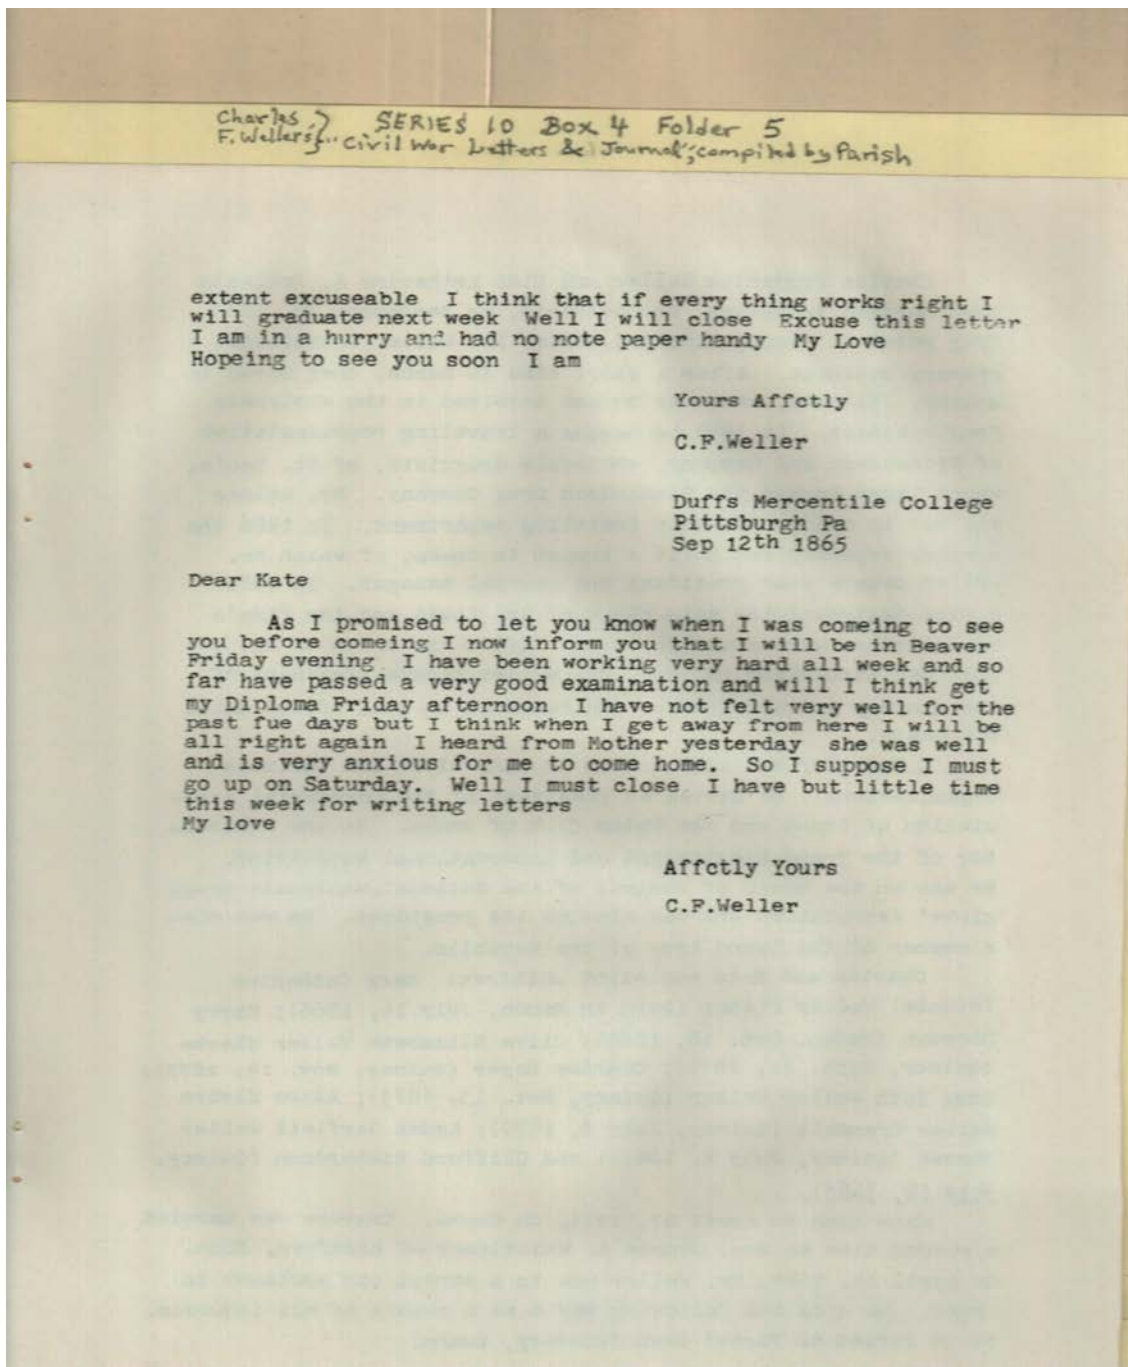 Charles } SERIES 10 Box 4 Folder 5
F. Wellers } "Civil War Letters & Journal"; compiled by Parish
extent excuseable I think that if every thing works right I
will graduate next week Well I will close Excuse this letter
I am in a hurry and had no note paper handy My Love
Hopeing to see you soon I am
Yours Affctly
C.F.Weller
Duffs Mercentile College
Pittsburgh Pa
Sep 12th 1865
Dear Kate
As I promised to let you know when I was comeing to see
you before comeing I now inform you that I will be in Beaver
Friday evening I have been working very hard all week and so
far have passed a very good examination and will I think get
my Diploma Friday afternoon I have not felt very well for the
past fue days but I think when I get away from here I will be
all right again I heard from Mother yesterday she was well
and is very anxious for me to come home. So I suppose I must
go up on Saturday. Well I must close I have but little time
this week for writing letters
My love
Affctly Yours
C.F.Weller